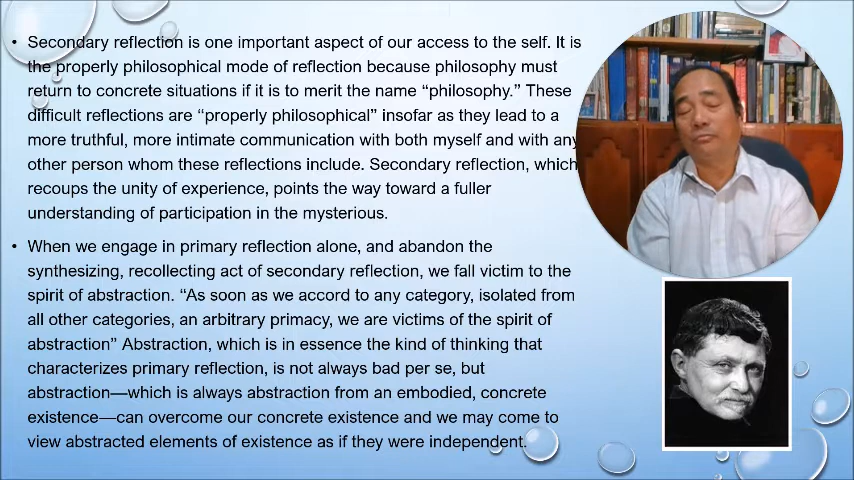 • Secondary reflection is one important aspect of our access to the self. It is
the properly philosophical mode of reflection because philosophy must
return to concrete situations if it is to merit the name “philosophy.” These
difficult reflections are “properly philosophical” insofar as they lead to a
more truthful, more intimate communication with both myself and with any
other person whom these reflections include. Secondary reflection, which
recoups the unity of experience, points the way toward a fuller
understanding of participation in the mysterious.
• When we engage in primary reflection alone, and abandon the
synthesizing, recollecting act of secondary reflection, we fall victim to the
spirit of abstraction. “As soon as we accord to any category, isolated from
all other categories, an arbitrary primacy, we are victims of the spirit of
abstraction” Abstraction, which is in essence the kind of thinking that
characterizes primary reflection, is not always bad per se, but
abstraction—which is always abstraction from an embodied, concrete
existence—can overcome our concrete existence and we may come to
view abstracted elements of existence as if they were independent.